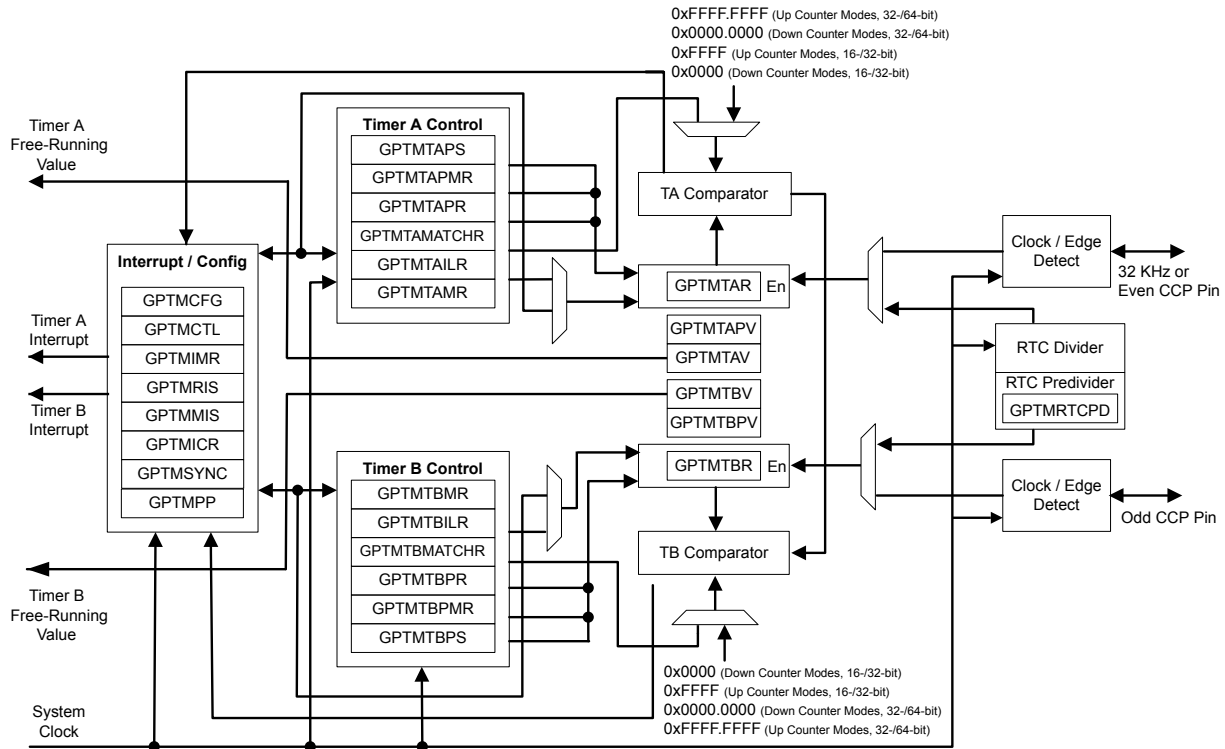 0xFFFF.FFFF (Up Counter Modes, 32-/64-bit)
0x0000.0000 (Down Counter Modes, 32-/64-bit)
0xFFFF (Up Counter Modes, 16-/32-bit)
0x0000 (Down Counter Modes, 16-/32-bit)
Timer A
Free-Running
Value
Timer A Control
GPTMTAPS
GPTMTAPMR
GPTMTAPR
GPTMTAMATCHR
GPTMTAILR
GPTMTAMR
TA Comparator
GPTMTAR
En
Clock / Edge
Detect
32 KHz or
Even CCP Pin
Interrupt / Config
GPTMCFG
GPTMCTL
GPTMIMR
GPTMRIS
GPTMMIS
GPTMICR
GPTMSYNC
GPTMPP
Timer A
Interrupt
Timer B
Interrupt
GPTMTAPV
GPTMTAV
GPTMTBV
GPTMTBPV
RTC Divider
RTC Predivider
GPTMRTCPD
Timer B Control
GPTMTBMR
GPTMTBILR
GPTMTBMATCHR
GPTMTBPR
GPTMTBPMR
GPTMTBPS
GPTMTBR
En
TB Comparator
Clock / Edge
Detect
Odd CCP Pin
Timer B
Free-Running
Value
0x0000 (Down Counter Modes, 16-/32-bit)
0xFFFF (Up Counter Modes, 16-/32-bit)
0x0000.0000 (Down Counter Modes, 32-/64-bit)
0xFFFF.FFFF (Up Counter Modes, 32-/64-bit)
System
Clock